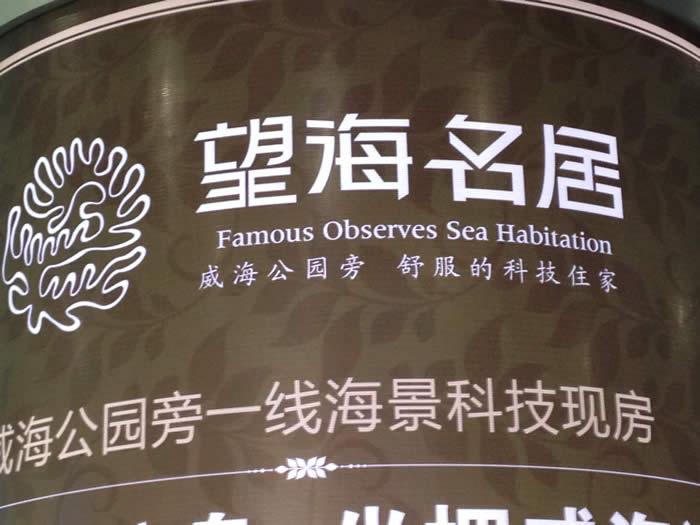 望海名居
Famous Observes Sea Habitation
威海公园旁 舒服的科技住家
威海公园旁一线海景科技现房